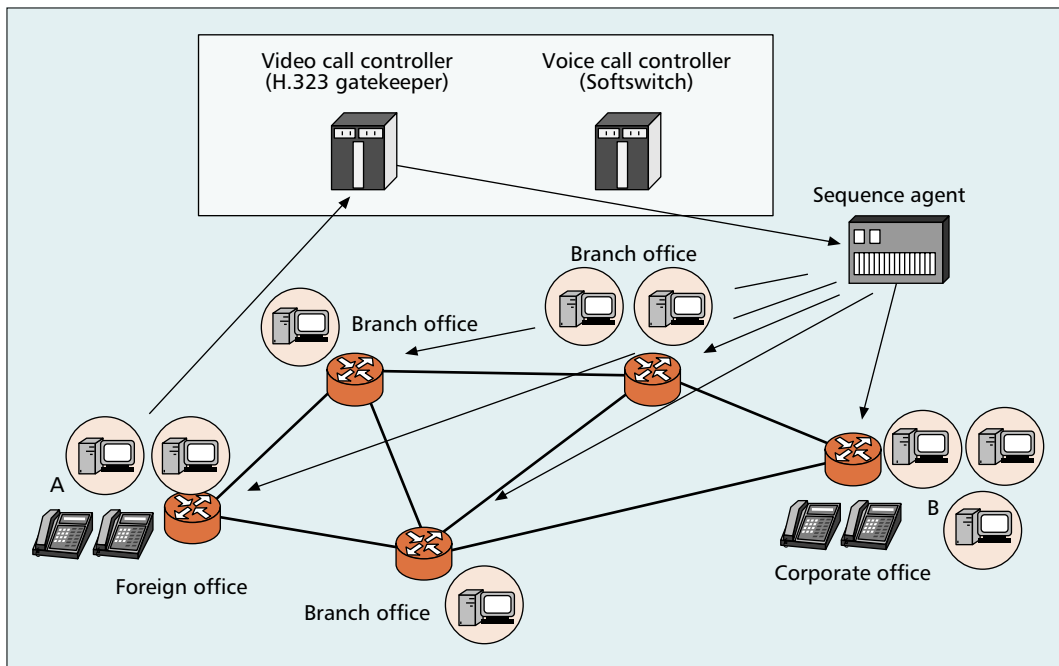 Video call controller
(H.323 gatekeeper)
Voice call controller
(Softswitch)
Sequence agent
Branch office
Branch office
A
B
Foreign office
Branch office
Corporate office